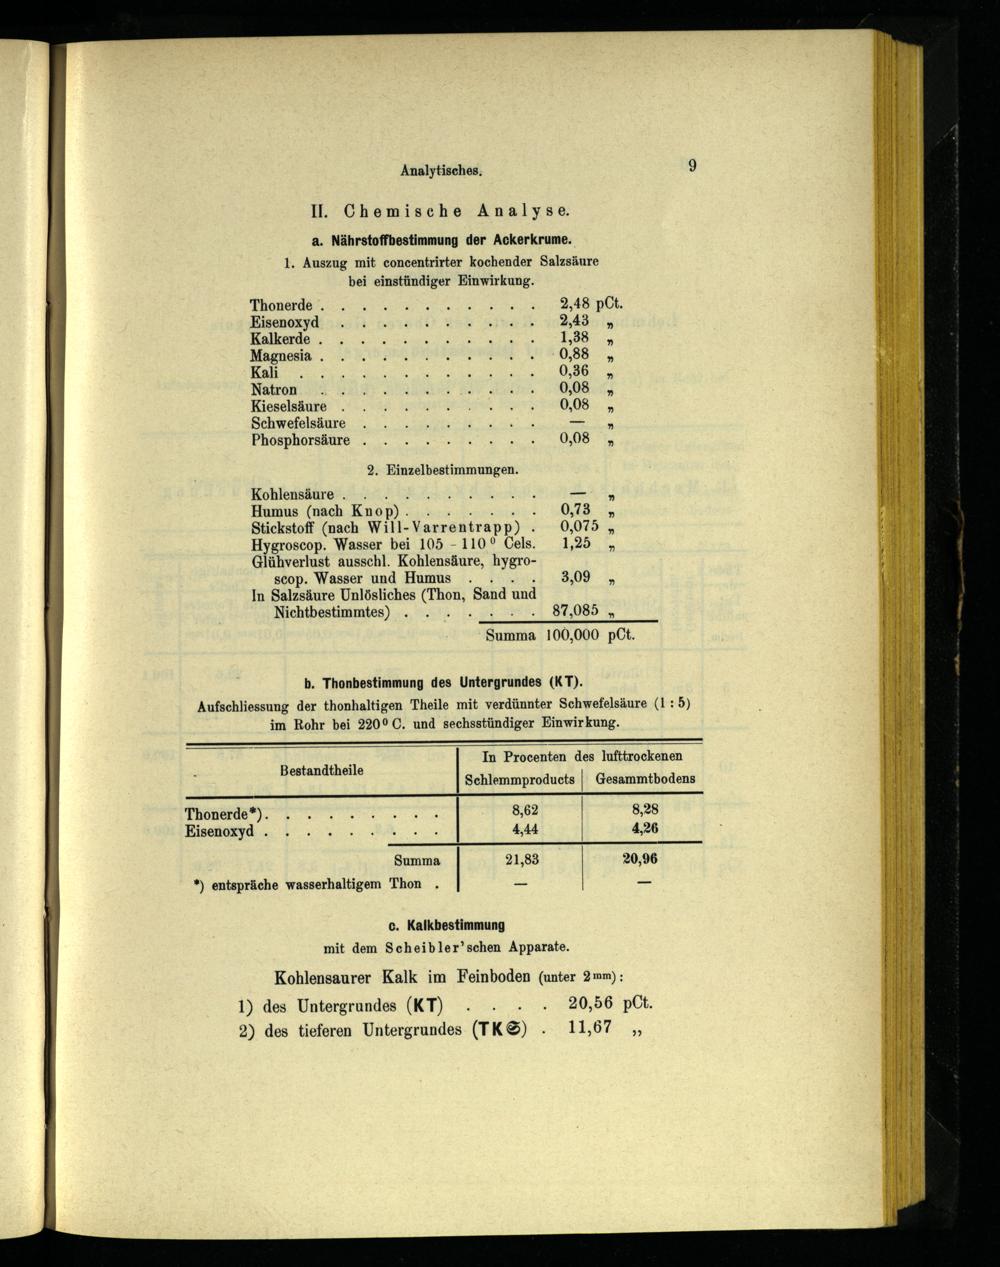 Analytisches. 9
II. Chemische Analyse.
a. Nährstoffbestimmung der Ackerkrume.
1. Auszug mit concentrirter kochender Salzsäure
bei einstündiger Einwirkung.
Thonerde . . . . . . . . . . . 2,48 pCt.
Eisenoxyd . . . . . . . . . . 2,43 „
Kalkerde . . . . . . . . . . . 1,38 „
Magnesia . . . . . . . . . . . 0,88 „
Kali . . . . . . . . . . . . 0,36 „
Natron . . . . . . . . . . . 0,08 „
Kieselsäure . . . . . . . . . . 0,08 „
Schwefelsäure . . . . . . . . . — „
Phosphorsäure . . . . . . . . . 0,08 „
2. Einzelbestimmungen.
Kohlensäure . . . . . . . . . . — „
Humus (nach Knop) . . . . . . . 0,73 „
Stickstoff (nach Will-Varrentrapp) . 0,075 „
Hygroscop. Wasser bei 105 - 110⁰ Cels. 1,25 „
Glühverlust ausschl. Kohlensäure, hygro-
scop. Wasser und Humus . . . . 3,09 „
In Salzsäure Unlösliches (Thon, Sand und
Nichtbestimmtes) . . . . . . . 87,085 „
Summa 100,000 pCt.
b. Thonbestimmung des Untergrundes (KT).
Aufschliessung der thonhaltigen Theile mit verdünnter Schwefelsäure (1 : 5)
im Rohr bei 220⁰ C. und sechsstündiger Einwirkung.
Bestandtheile In Procenten des lufttrockenen
Schlemmproducts Gesammtbodens
Thonerde*) . . . . . . . . . 8,62 8,28
Eisenoxyd . . . . . . . . . 4,44 4,26
Summa 21,83 20,96
*) entspräche wasserhaltigem Thon . — —
c. Kalkbestimmung
mit dem Scheibler'schen Apparate.
Kohlensaurer Kalk im Feinboden (unter 2mm):
1) des Untergrundes (KT) . . . . 20,56 pCt.
2) des tieferen Untergrundes (TK𝕾) . 11,67 „